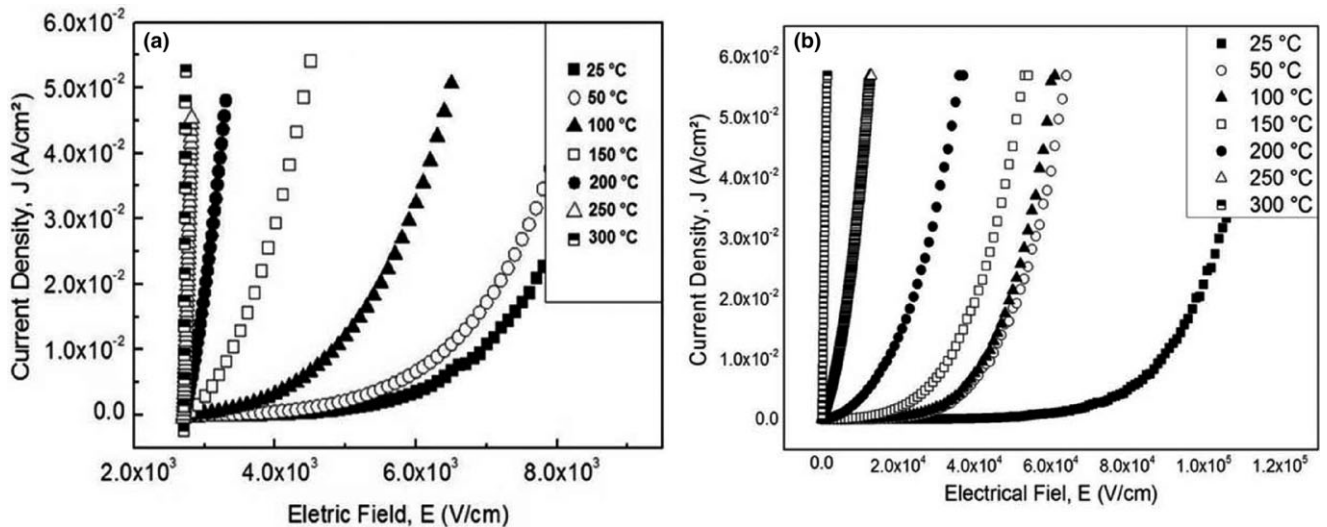 (a)
6.0x10⁻²
5.0x10⁻²
4.0x10⁻²
3.0x10⁻²
2.0x10⁻²
1.0x10⁻²
0.0
Current Density, J (A/cm²)
2.0x10³
4.0x10³
6.0x10³
8.0x10³
Eletric Field, E (V/cm)
25 °C
50 °C
100 °C
150 °C
200 °C
250 °C
300 °C
(b)
6.0x10⁻²
5.0x10⁻²
4.0x10⁻²
3.0x10⁻²
2.0x10⁻²
1.0x10⁻²
0.0
Current Density, J (A/cm²)
0.0
2.0x10⁴
4.0x10⁴
6.0x10⁴
8.0x10⁴
1.0x10⁵
1.2x10⁵
Electrical Fiel, E (V/cm)
25 °C
50 °C
100 °C
150 °C
200 °C
250 °C
300 °C